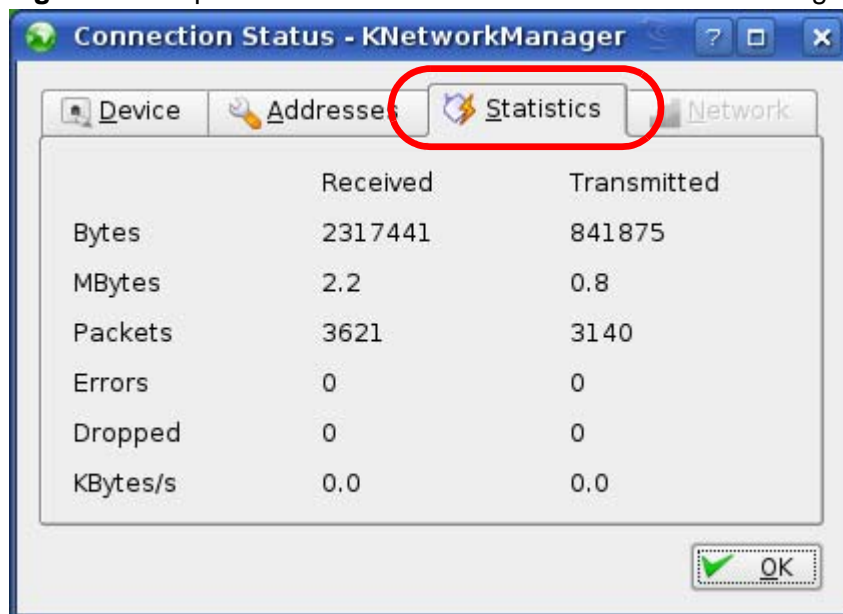 Connection Status - KNetworkManager
Device Addresses Statistics Network
Received Transmitted
Bytes 2317441 841875
MBytes 2.2 0.8
Packets 3621 3140
Errors 0 0
Dropped 0 0
KBytes/s 0.0 0.0
OK